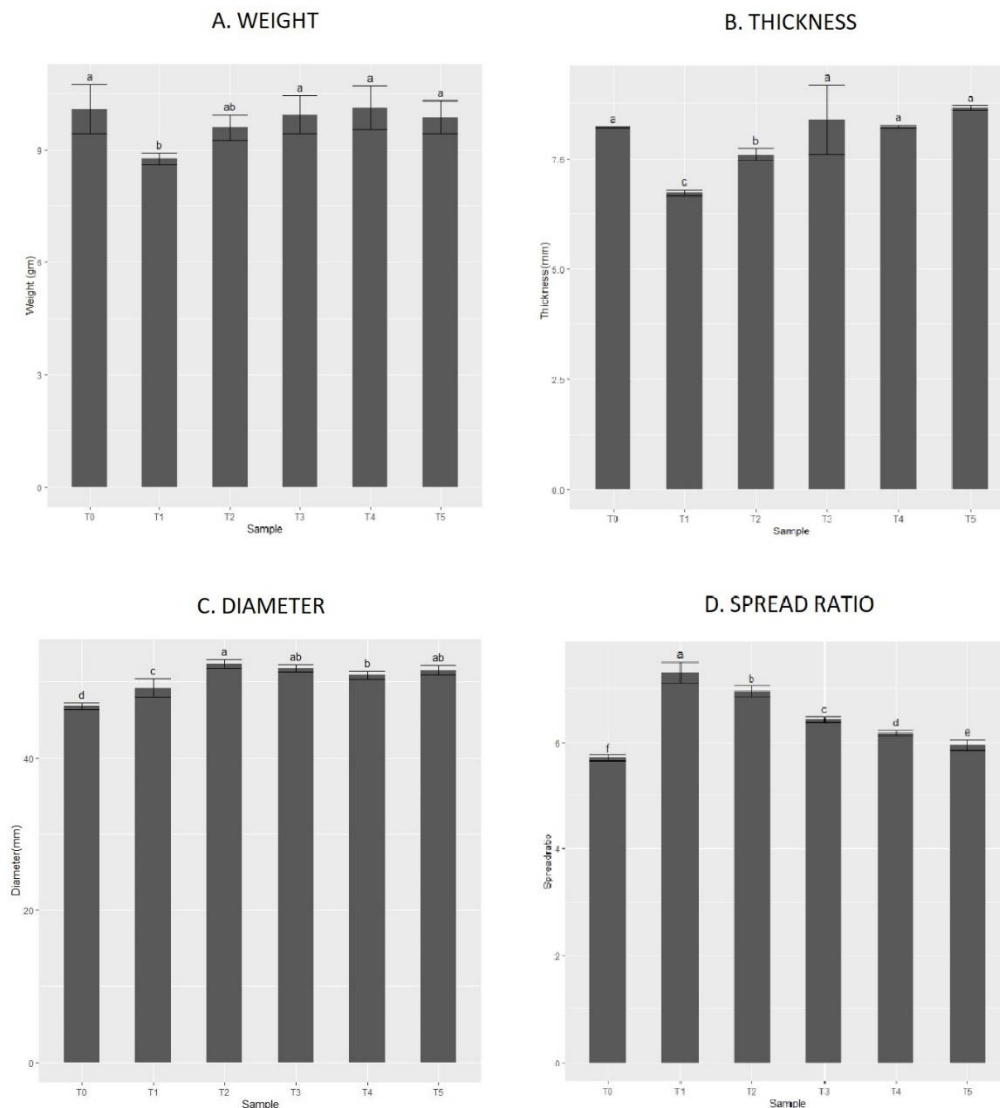 A. WEIGHT
a
b
ab
a
a
a
9
6
3
0
Weight (gm)
T0 T1 T2 T3 T4 T5
Sample
B. THICKNESS
a
c
b
a
a
a
7.5
5.0
2.5
0.0
Thickness(mm)
T0 T1 T2 T3 T4 T5
Sample
C. DIAMETER
d
c
a
ab
b
ab
40
20
0
Diameter(mm)
T0 T1 T2 T3 T4 T5
Sample
D. SPREAD RATIO
f
a
b
c
d
e
6
4
2
0
Spreadratio
T0 T1 T2 T3 T4 T5
Sample